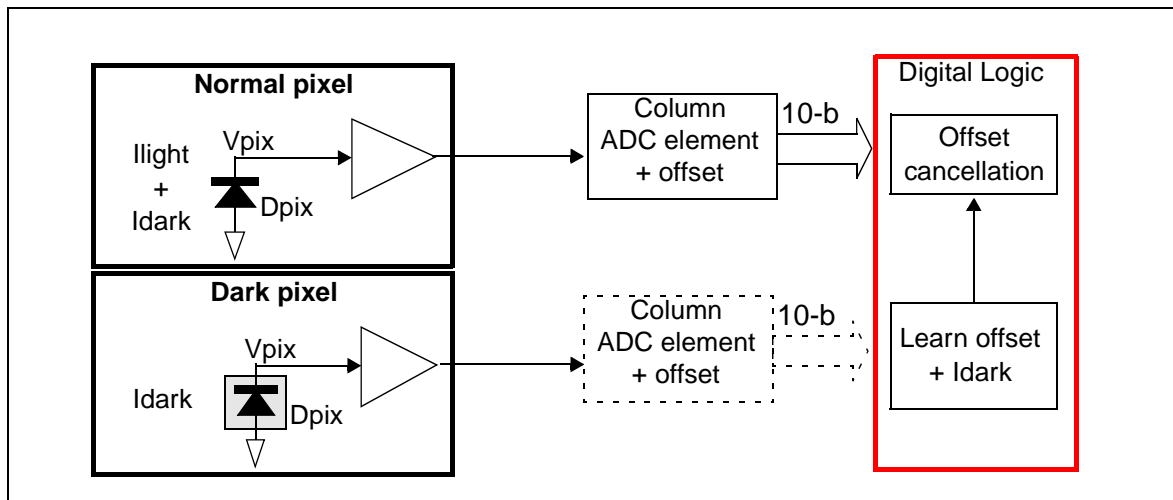 Normal pixel
Vpix
Ilight
+
Idark
Dpix
Column
ADC element
+ offset
10-b
Digital Logic
Offset
cancellation
Dark pixel
Vpix
Idark
Dpix
Column
ADC element
+ offset
10-b
Learn offset
+ Idark